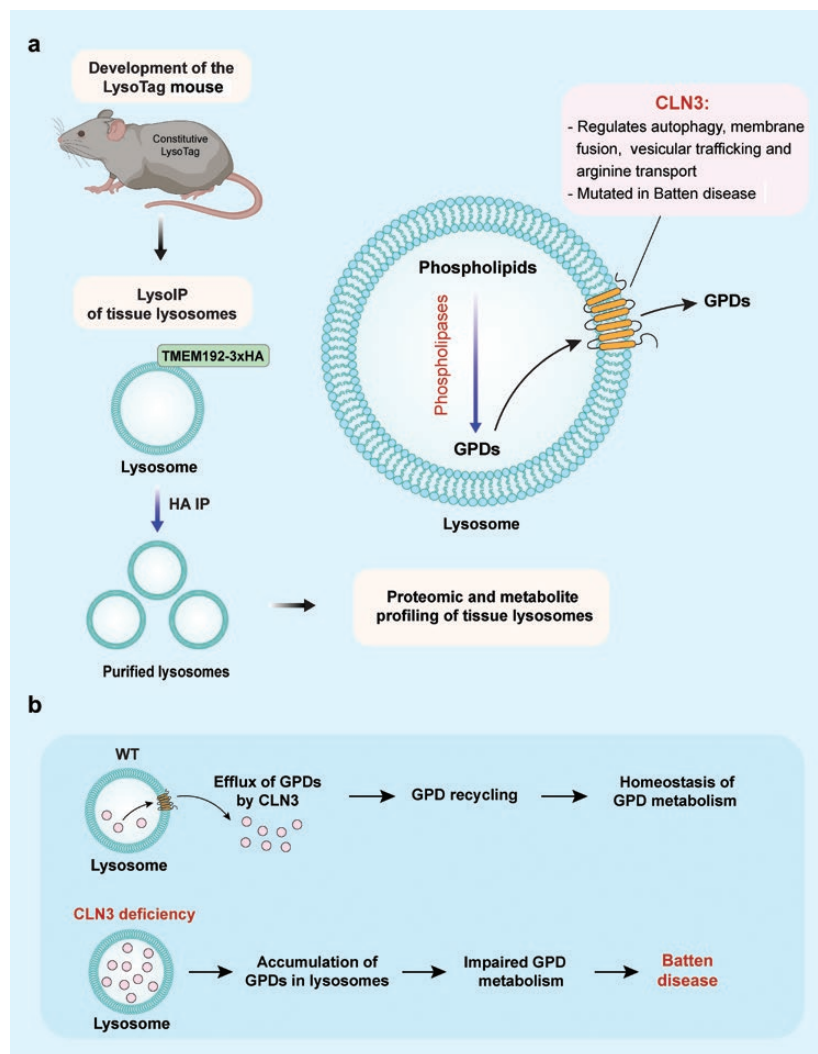 a
Development of the
LysoTag mouse
Constitutive
LysoTag
LysoIP
of tissue lysosomes
TMEM192-3xHA
Lysosome
HA IP
Purified lysosomes
CLN3:
- Regulates autophagy, membrane
fusion, vesicular trafficking and
arginine transport
- Mutated in Batten disease
Phospholipids
Phospholipases
GPDs
GPDs
Lysosome
Proteomic and metabolite
profiling of tissue lysosomes
b
WT
Lysosome
Efflux of GPDs
by CLN3
GPD recycling
Homeostasis of
GPD metabolism
CLN3 deficiency
Lysosome
Accumulation of
GPDs in lysosomes
Impaired GPD
metabolism
Batten
disease